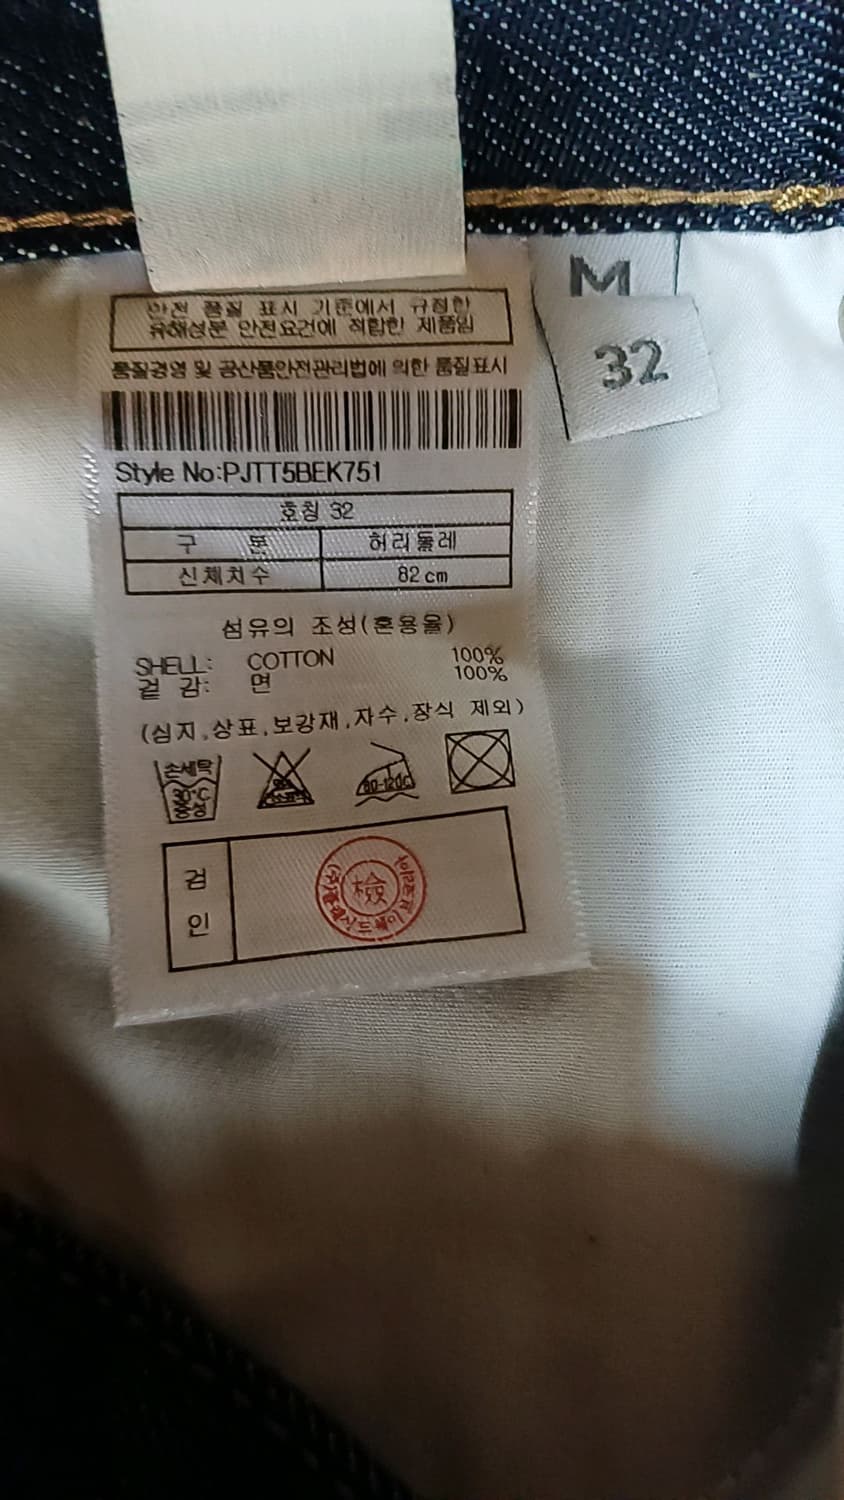 M
32
안전 품질 표시 기준에서 규정한
유해성분 안전요건에 적합한 제품임
품질경영 및 공산품안전관리법에 의한 품질표시
Style No:PJTT5BEK751
호칭 32
구 분 허리둘레
신체치수 82cm
섬유의 조성(혼용율)
SHELL: COTTON 100%
겉 감: 면 100%
(심지,상표,보강재,자수,장식 제외)
손세탁
30°C
중성
80-120C
검
인
檢